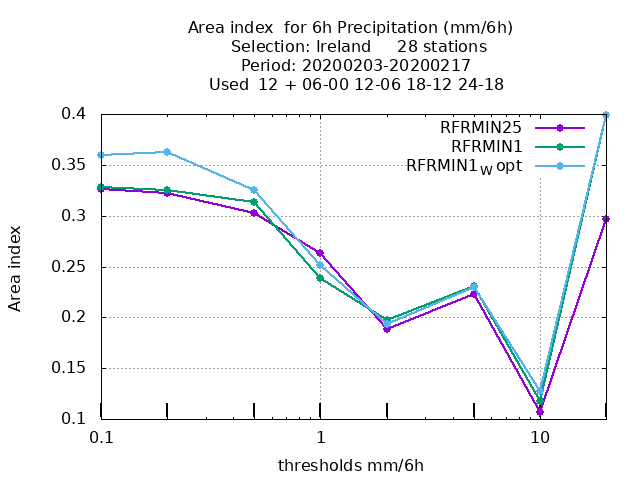 Area index  for 6h Precipitation (mm/6h)
Selection: Ireland     28 stations
Period: 20200203-20200217
Used  12 + 06-00 12-06 18-12 24-18
RFRMIN25
RFRMIN1
RFRMIN1W opt
0.4
0.35
0.3
0.25
0.2
0.15
0.1
Area index
0.1
1
10
thresholds mm/6h